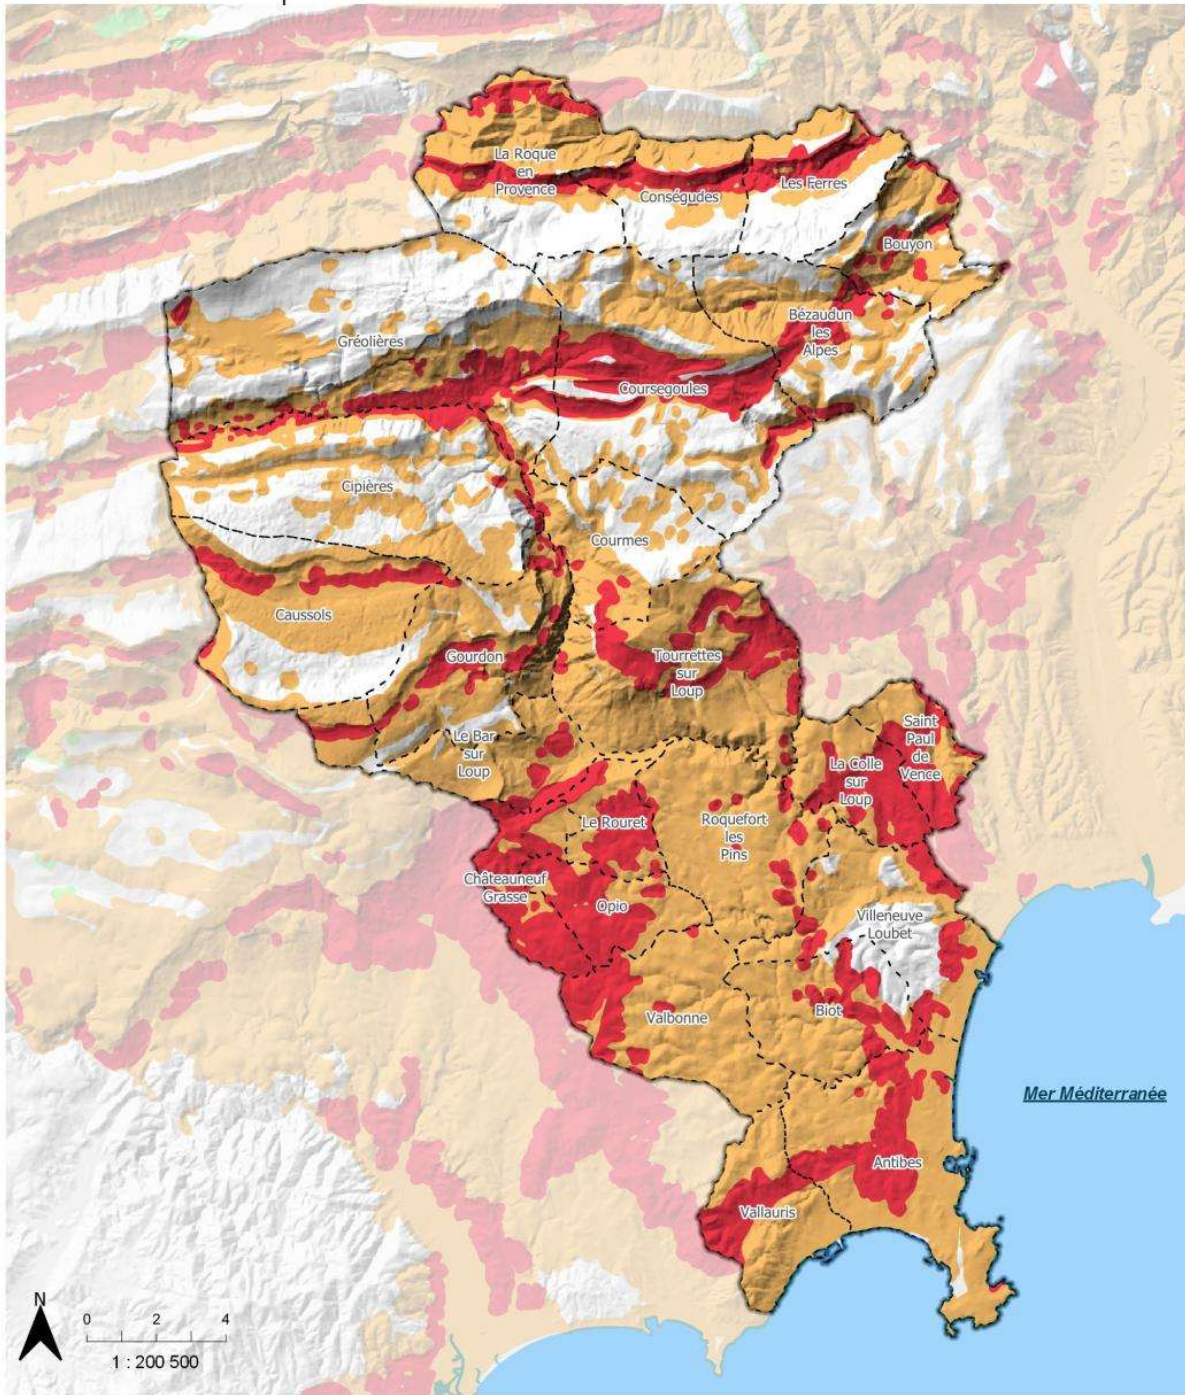 La Roque
en
Provence
Conségudes
Les Ferres
Bouyon
Bézaudun
les
Alpes
Gréolières
Coursegoules
Cipières
Courmes
Caussols
Gourdon
Tourrettes
sur
Loup
Le Bar
sur
Loup
Saint
Paul
de
Vence
La Colle
sur
Loup
Le Rouret
Roquefort
les
Pins
Châteauneuf
Grasse
Opio
Villeneuve
Loubet
Valbonne
Biot
Mer Méditerranée
Antibes
Vallauris
N
0 2 4
1 : 200 500